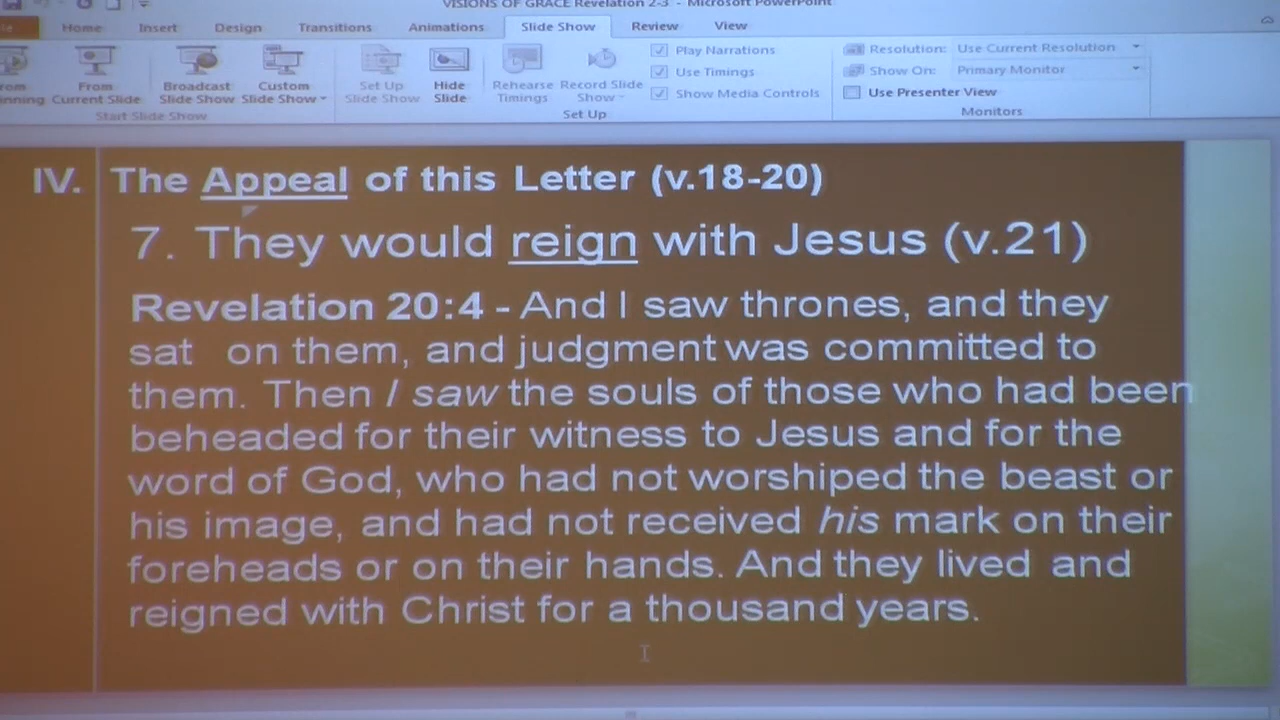 VISIONS OF GRACE Revelation 2-3 - Microsoft PowerPoint
Home Insert Design Transitions Animations Slide Show Review View
From Current Slide
Broadcast Slide Show
Custom Slide Show
Set Up Slide Show
Hide Slide
Rehearse Timings
Record Slide Show
Play Narrations
Use Timings
Show Media Controls
Resolution: Use Current Resolution
Show On: Primary Monitor
Use Presenter View
Start Slide Show
Set Up
Monitors
IV. The Appeal of this Letter (v.18-20)
7. They would reign with Jesus (v.21)
Revelation 20:4 - And I saw thrones, and they
sat on them, and judgment was committed to
them. Then I saw the souls of those who had been
beheaded for their witness to Jesus and for the
word of God, who had not worshiped the beast or
his image, and had not received his mark on their
foreheads or on their hands. And they lived and
reigned with Christ for a thousand years.